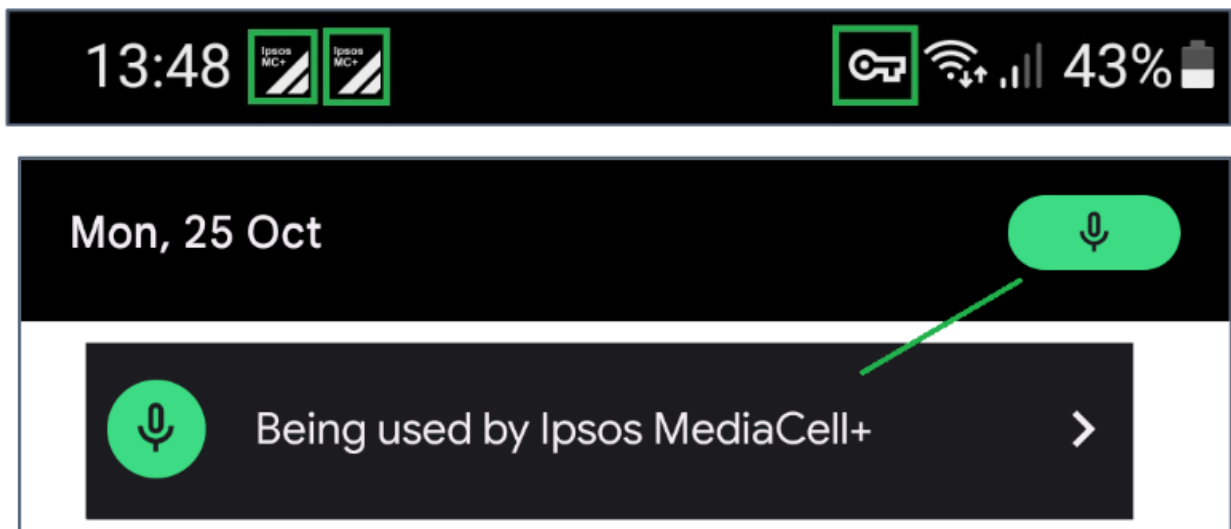 13:48 Ipsos MC+ Ipsos MC+ 43%
Mon, 25 Oct
Being used by Ipsos MediaCell+